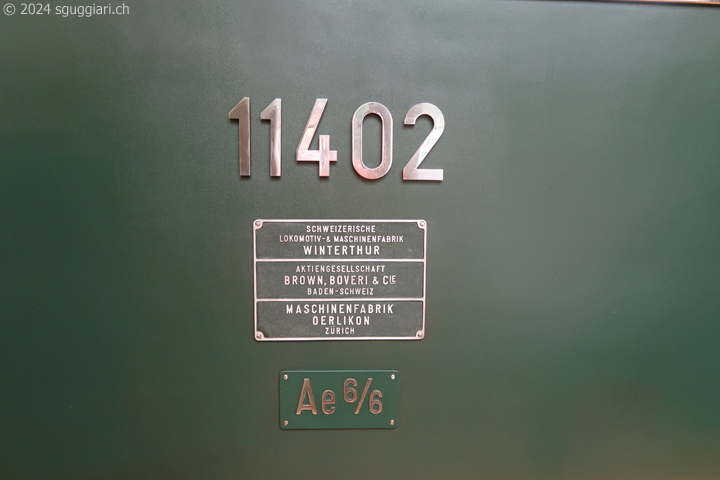 © 2024 sguggiari.ch
11402
SCHWEIZERISCHE
LOKOMOTIV-& MASCHINENFABRIK
WINTERTHUR
AKTIENGESELLSCHAFT
BROWN, BOVERI & CIE
BADEN-SCHWEIZ
MASCHINENFABRIK
OERLIKON
ZÜRICH
Ae 6/6